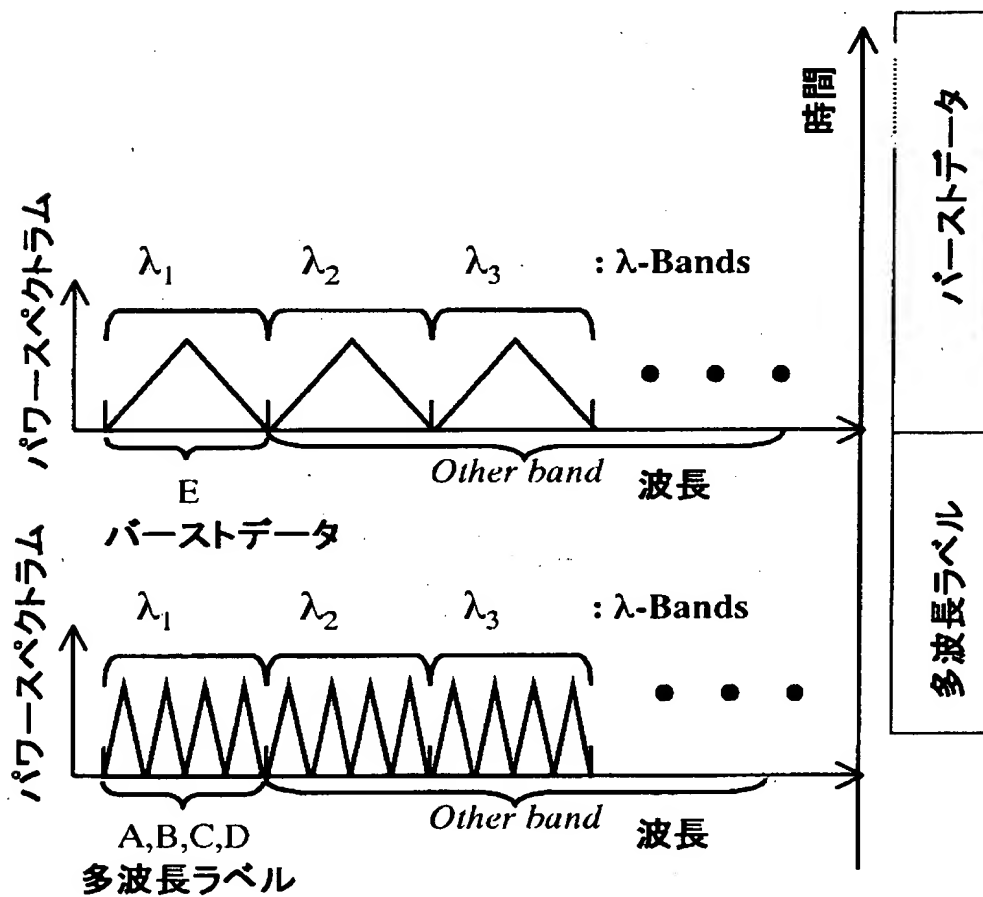 時間
バーストデータ
パワースペクトラム
λ1 λ2 λ3 : λ-Bands
E
Other band 波長
バーストデータ
パワースペクトラム
λ1 λ2 λ3 : λ-Bands
A,B,C,D
Other band 波長
多波長ラベル
多波長ラベル